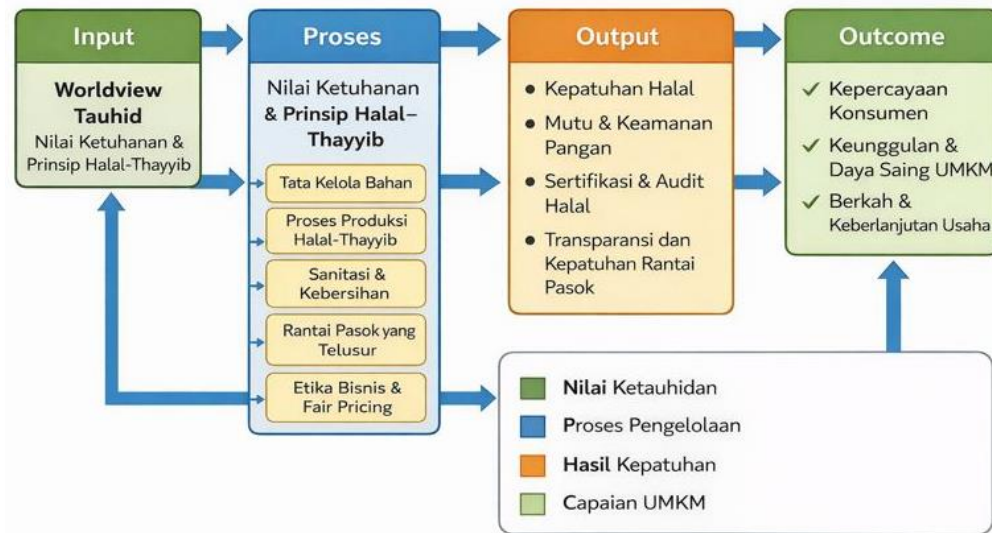 Input
Worldview
Tauhid
Nilai Ketuhanan &
Prinsip Halal-Thayyib
Proses
Nilai Ketuhanan
& Prinsip Halal–
Thayyib
Tata Kelola Bahan
Proses Produksi
Halal-Thayyib
Sanitasi &
Kebersihan
Rantai Pasok yang
Telusur
Etika Bisnis &
Fair Pricing
Output
• Kepatuhan Halal
• Mutu & Keamanan
Pangan
• Sertifikasi & Audit
Halal
• Transparansi dan
Kepatuhan Rantai
Pasok
Outcome
✓ Kepercayaan
Konsumen
✓ Keunggulan &
Daya Saing UMKM
✓ Berkah &
Keberlanjutan Usaha
Nilai Ketauhidan
Proses Pengelolaan
Hasil Kepatuhan
Capaian UMKM